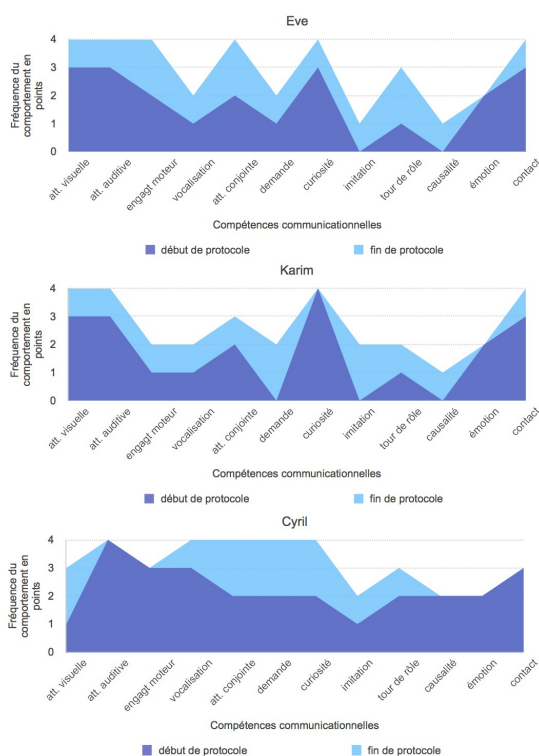 Eve
Fréquence du
comportement en
points
4
3
2
1
0
att. visuelle
att. auditive
engagt moteur
vocalisation
att. conjointe
demande
curiosité
imitation
tour de rôle
causalité
émotion
contact
Compétences communicationnelles
début de protocole
fin de protocole
Karim
Fréquence du
comportement en
points
4
3
2
1
0
att. visuelle
att. auditive
engagt moteur
vocalisation
att. conjointe
demande
curiosité
imitation
tour de rôle
causalité
émotion
contact
Compétences communicationnelles
début de protocole
fin de protocole
Cyril
Fréquence du
comportement en
points
4
3
2
1
0
att. visuelle
att. auditive
engagt moteur
vocalisation
att. conjointe
demande
curiosité
imitation
tour de rôle
causalité
émotion
contact
Compétences communicationnelles
début de protocole
fin de protocole